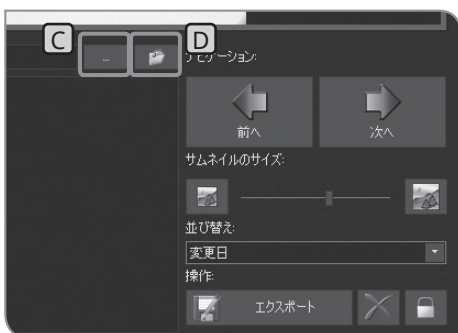 C
D
...
ナビゲーション:
前へ
次へ
サムネイルのサイズ:
並び替え:
変更日
操作:
エクスポート